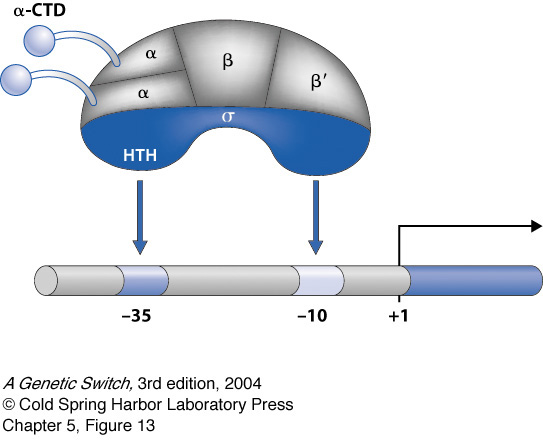 α-CTD
α
β
β′
α
σ
HTH
–35
–10
+1
A Genetic Switch, 3rd edition, 2004
© Cold Spring Harbor Laboratory Press
Chapter 5, Figure 13